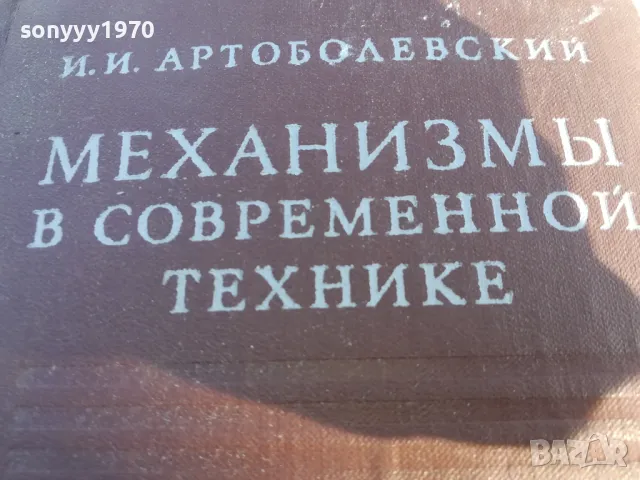 sonyyy1970
И. И. АРТОБОЛЕВСКИЙ
МЕХАНИЗМЫ
В СОВРЕМЕННОЙ
ТЕХНИКЕ
BAZAR